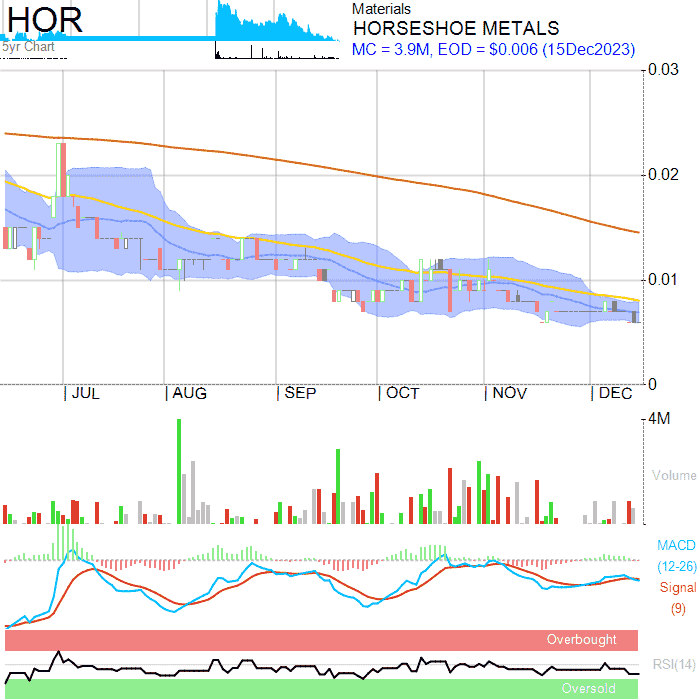 HOR
5yr Chart
Materials
HORSESHOE METALS
MC = 3.9M, EOD = $0.006 (15Dec2023)
0.03
0.02
0.01
0
JUL
AUG
SEP
OCT
NOV
DEC
4M
Volume
MACD
(12-26)
Signal
(9)
Overbought
RSI(14)
Oversold